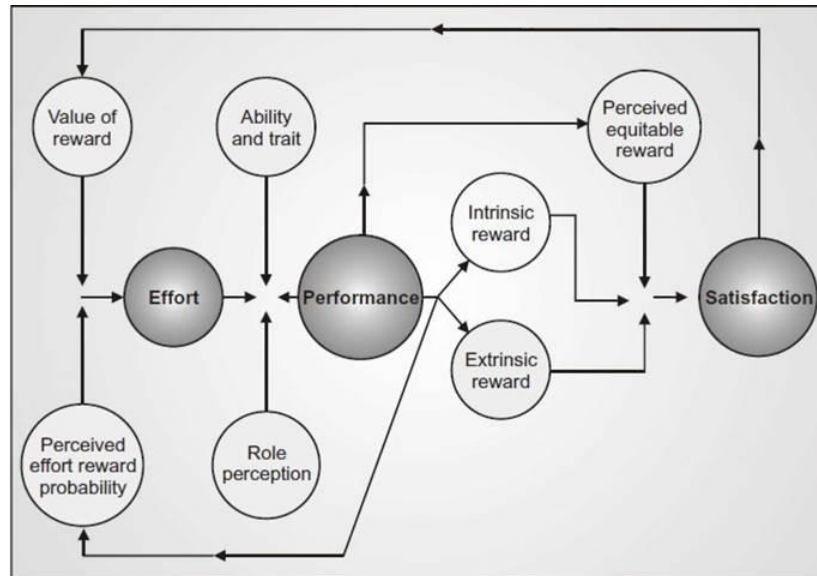 Value of
reward
Ability
and trait
Perceived
equitable
reward
Intrinsic
reward
Effort
Performance
Satisfaction
Extrinsic
reward
Perceived
effort reward
probability
Role
perception